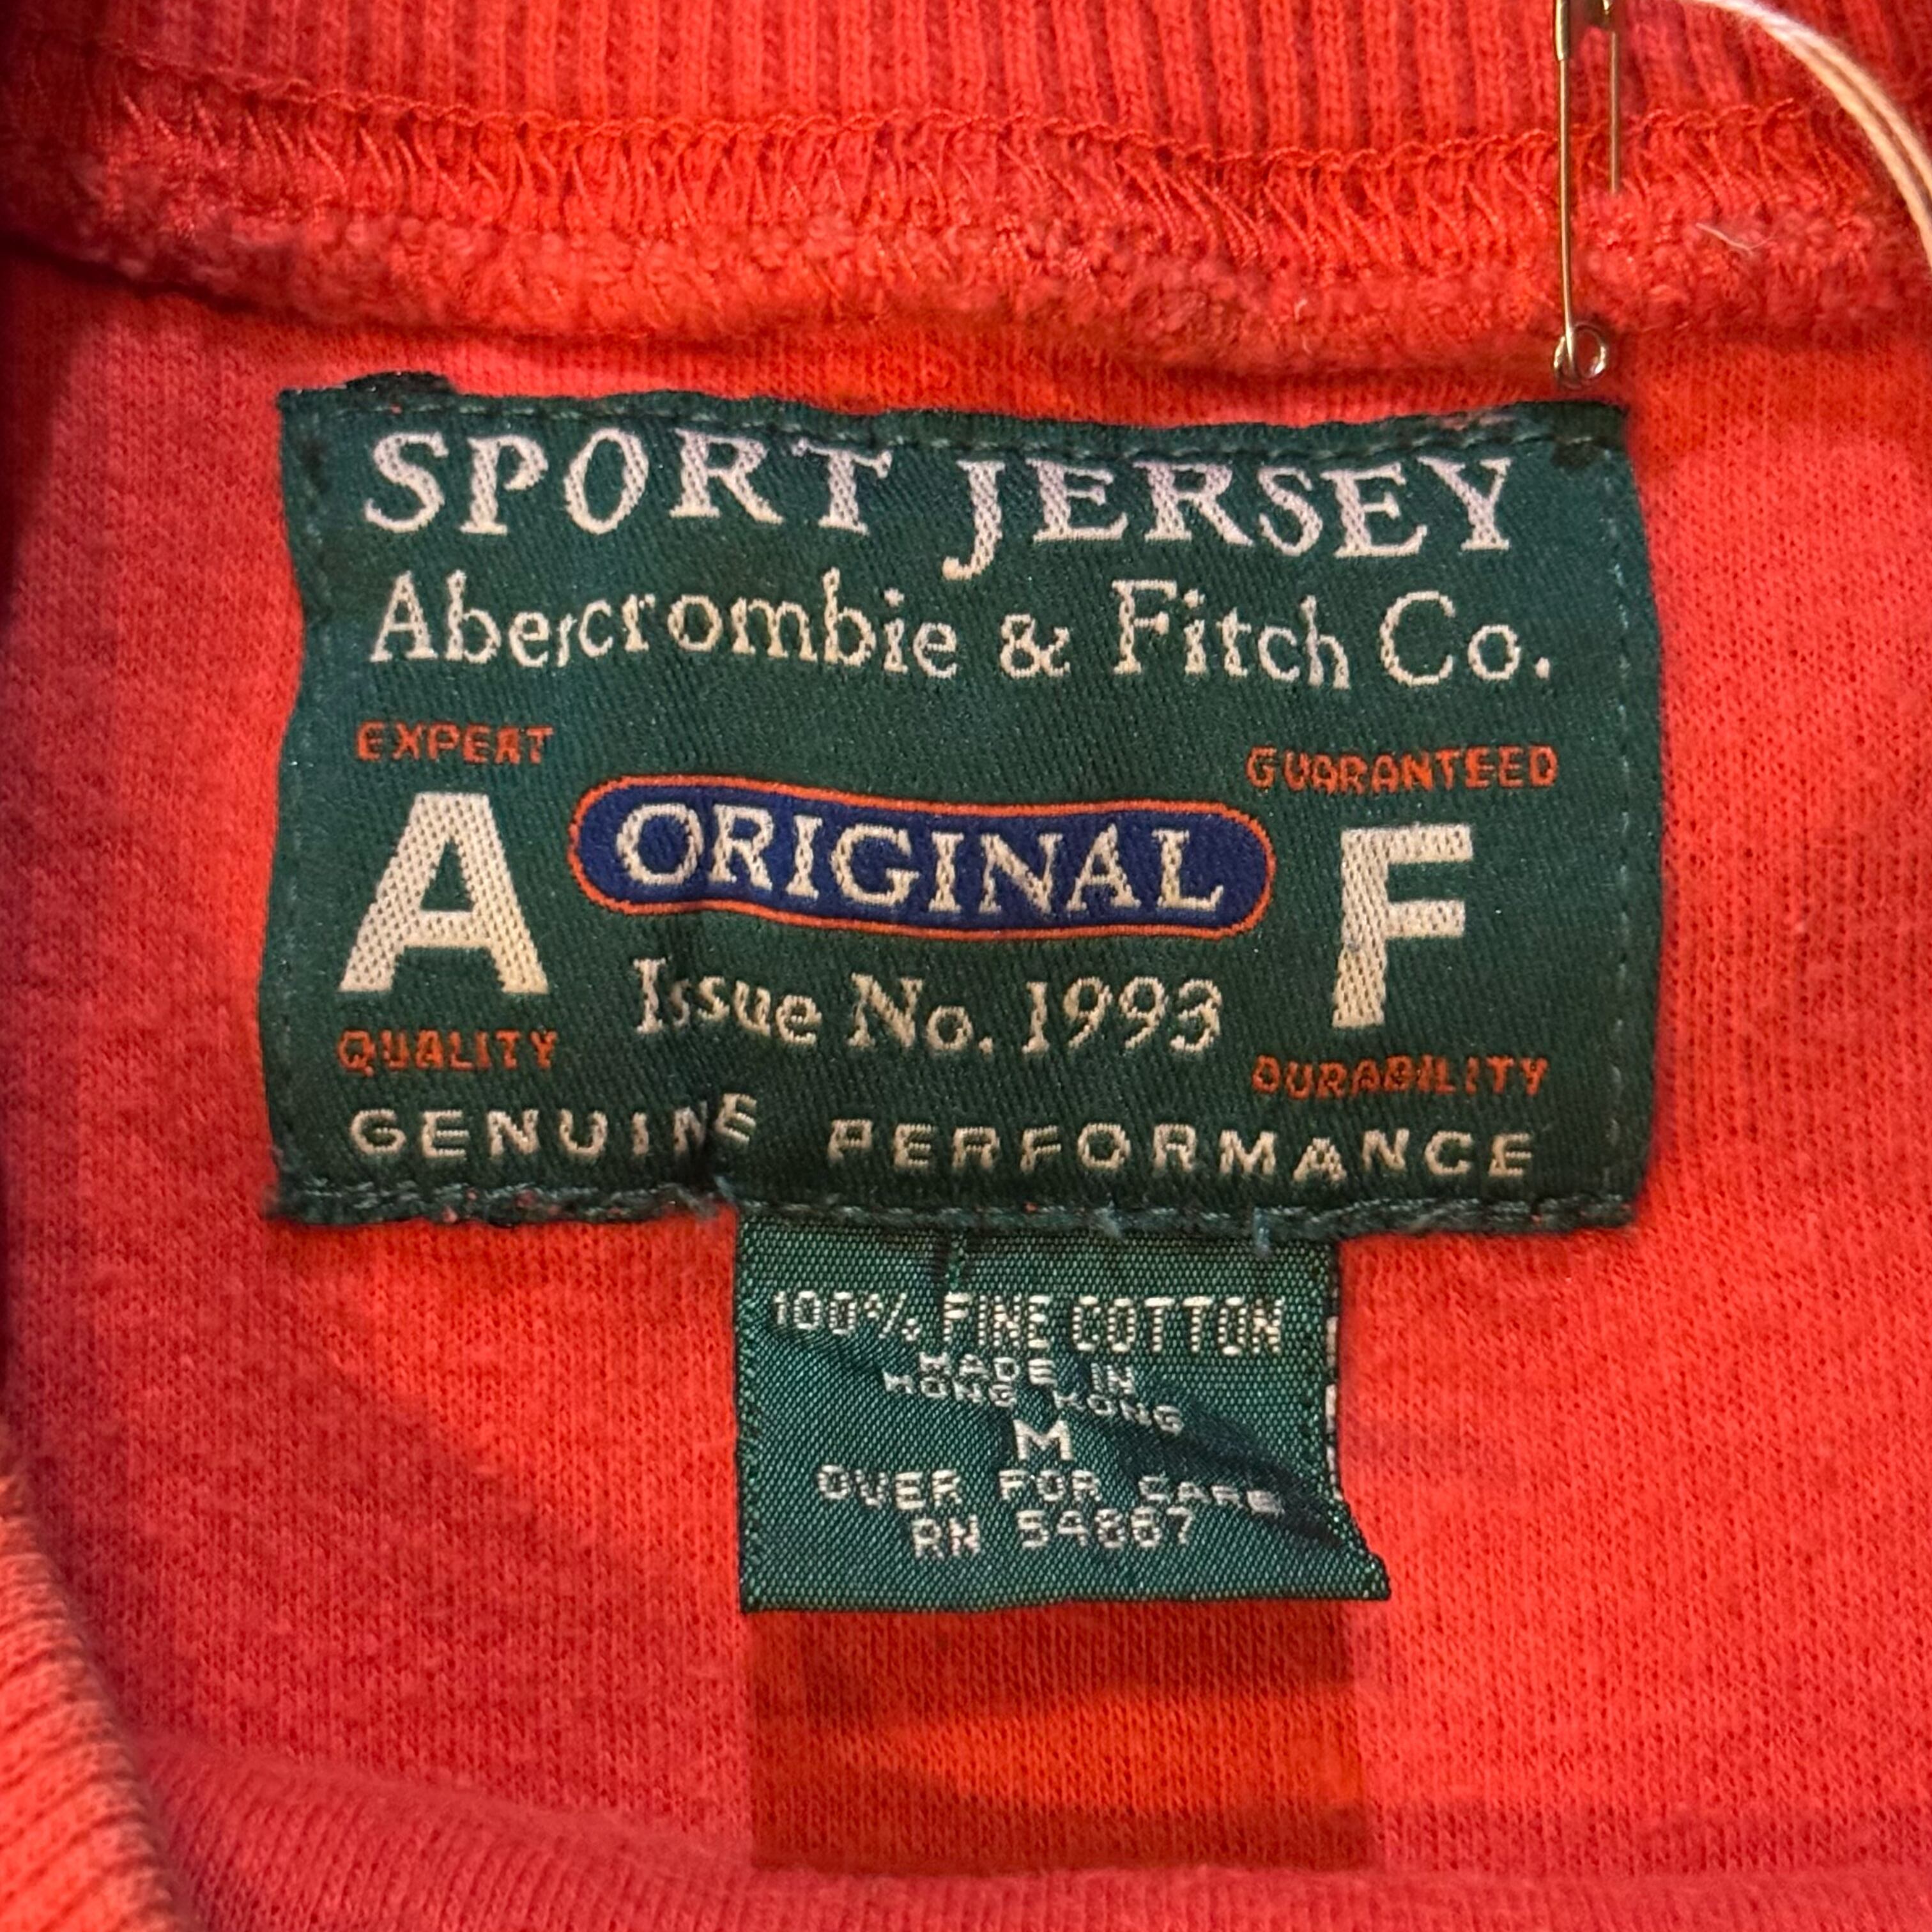 SPORT JERSEY
Abercrombie & Fitch Co.
EXPERT
GUARANTEED
A
ORIGINAL
F
Issue No. 1993
QUALITY
DURABILITY
GENUINE PERFORMANCE
100% FINE COTTON
MADE IN
HONG KONG
M
OVER FOR CARE
RN 54867